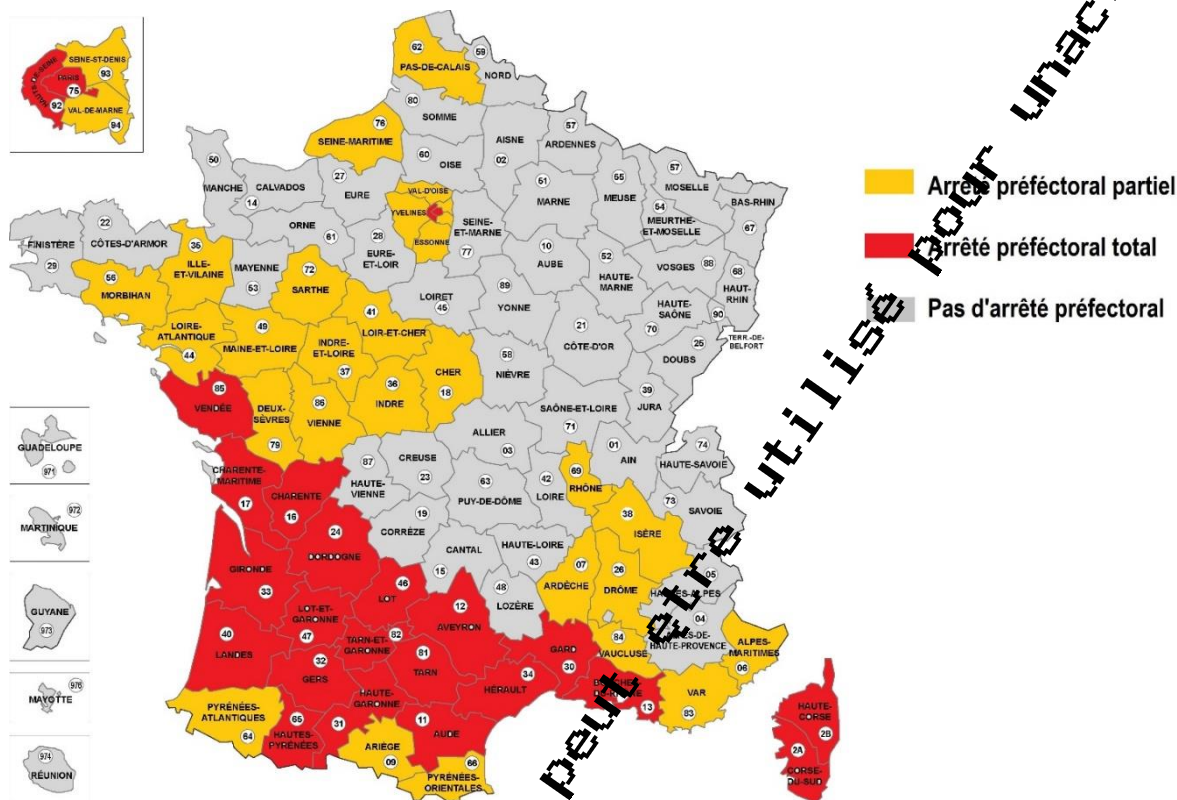 SEINE-ST-DENIS
93
HAUTS-DE-SEINE
PARIS
75
92
VAL-DE-MARNE
94
62
PAS-DE-CALAIS
59
NORD
80
SOMME
76
SEINE-MARITIME
60
OISE
AISNE
02
57
ARDENNES
50
MANCHE
CALVADOS
14
27
EURE
VAL-D'OISE
YVELINES
ESSONNE
SEINE-
ET-MARNE
77
51
MARNE
55
MEUSE
57
MOSELLE
54
MEURTHE-
ET-MOSELLE
BAS-RHIN
67
ORNE
61
28
EURE-
ET-LOIR
10
AUBE
52
HAUTE-
MARNE
VOSGES
88
68
HAUT-
RHIN
22
CÔTES-D'ARMOR
FINISTÈRE
29
35
ILLE-
ET-VILAINE
56
MORBIHAN
MAYENNE
53
72
SARTHE
LOIRET
45
89
YONNE
HAUTE-
SAÔNE
70
90
TERR.-DE-
BELFORT
41
LOIR-ET-CHER
LOIRE-
ATLANTIQUE
44
49
MAINE-ET-LOIRE
INDRE-
ET-LOIRE
37
CHER
18
36
INDRE
58
NIÈVRE
21
CÔTE-D'OR
25
DOUBS
39
JURA
85
VENDÉE
DEUX-
SÈVRES
79
86
VIENNE
ALLIER
03
SAÔNE-ET-LOIRE
71
01
AIN
74
HAUTE-SAVOIE
GUADELOUPE
971
MARTINIQUE
972
GUYANE
973
MAYOTTE
976
974
RÉUNION
CHARENTE-
MARITIME
17
CHARENTE
16
87
HAUTE-
VIENNE
CREUSE
23
63
PUY-DE-DÔME
42
LOIRE
69
RHÔNE
73
SAVOIE
38
ISÈRE
19
CORRÈZE
24
DORDOGNE
CANTAL
15
HAUTE-LOIRE
43
07
ARDÈCHE
26
DRÔME
05
HAUTES-ALPES
GIRONDE
33
46
LOT
48
LOZÈRE
12
AVEYRON
04
ALPES-DE-
HAUTE-PROVENCE
LOT-ET-
GARONNE
47
TARN-ET-
GARONNE
82
84
VAUCLUSE
ALPES-
MARITIMES
06
40
LANDES
32
GERS
81
TARN
GARD
30
34
HÉRAULT
13
VAR
83
HAUTE-
GARONNE
31
PYRÉNÉES-
ATLANTIQUES
64
65
HAUTES-
PYRÉNÉES
11
AUDE
ARIÈGE
09
66
PYRÉNÉES-
ORIENTALES
HAUTE-
CORSE
2B
2A
CORSE-
DU-SUD
Arrêté préféctoral partiel
Arrêté préféctoral total
Pas d'arrêté préfectoral
peut etre utilisé pour